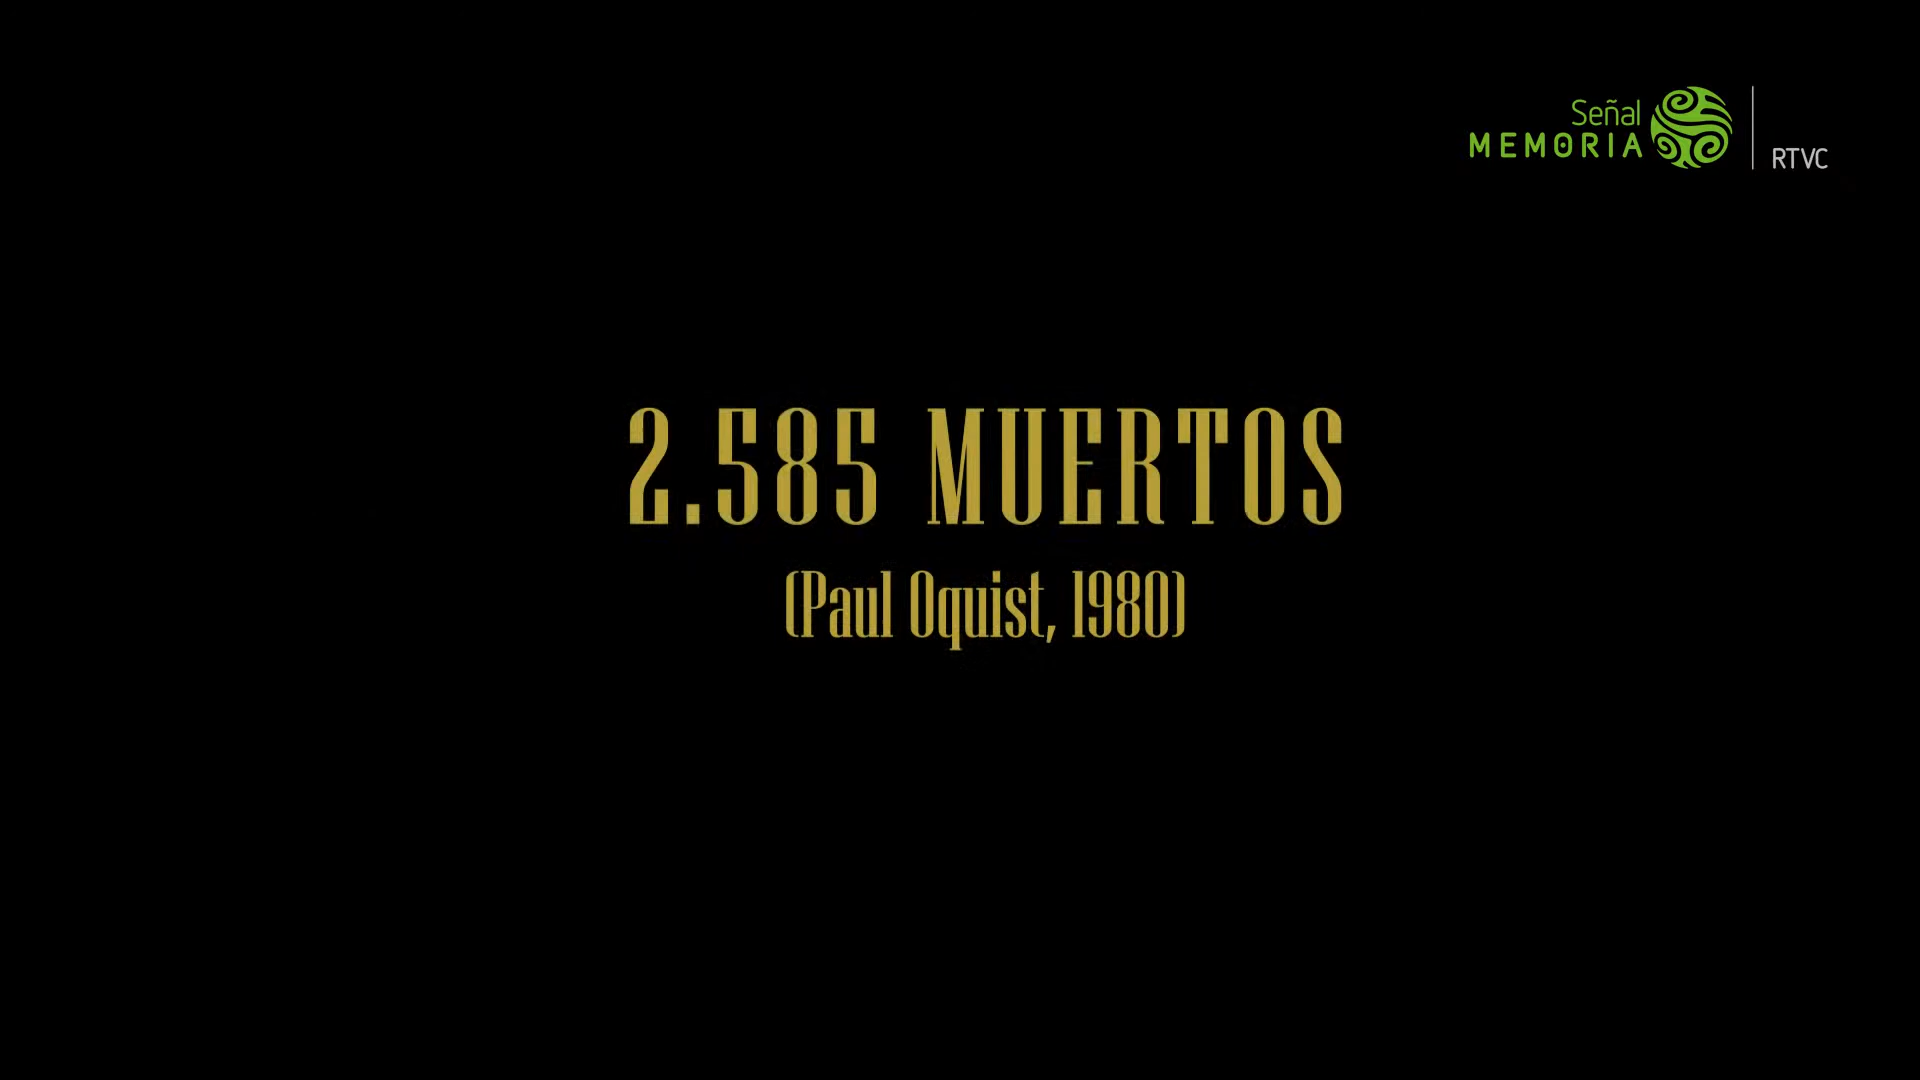 Señal
MEMORIA
RTVC
2.585 MUERTOS
(Paul Oquist, 1980)